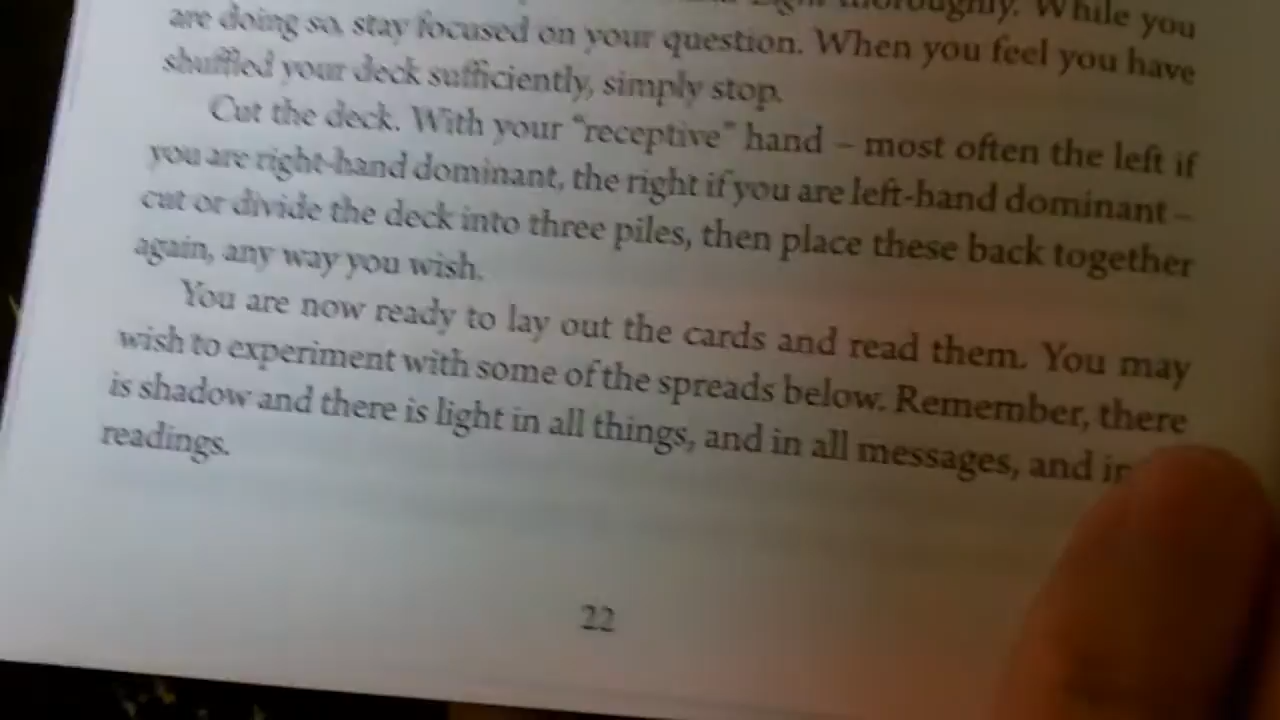 Light thoroughly. While you
are doing so, stay focused on your question. When you feel you have
shuffled your deck sufficiently, simply stop.
Cut the deck. With your “receptive” hand – most often the left if
you are right-hand dominant, the right if you are left-hand dominant –
cut or divide the deck into three piles, then place these back together
again, any way you wish.
You are now ready to lay out the cards and read them. You may
wish to experiment with some of the spreads below. Remember, there
is shadow and there is light in all things, and in all messages, and in
readings.
22